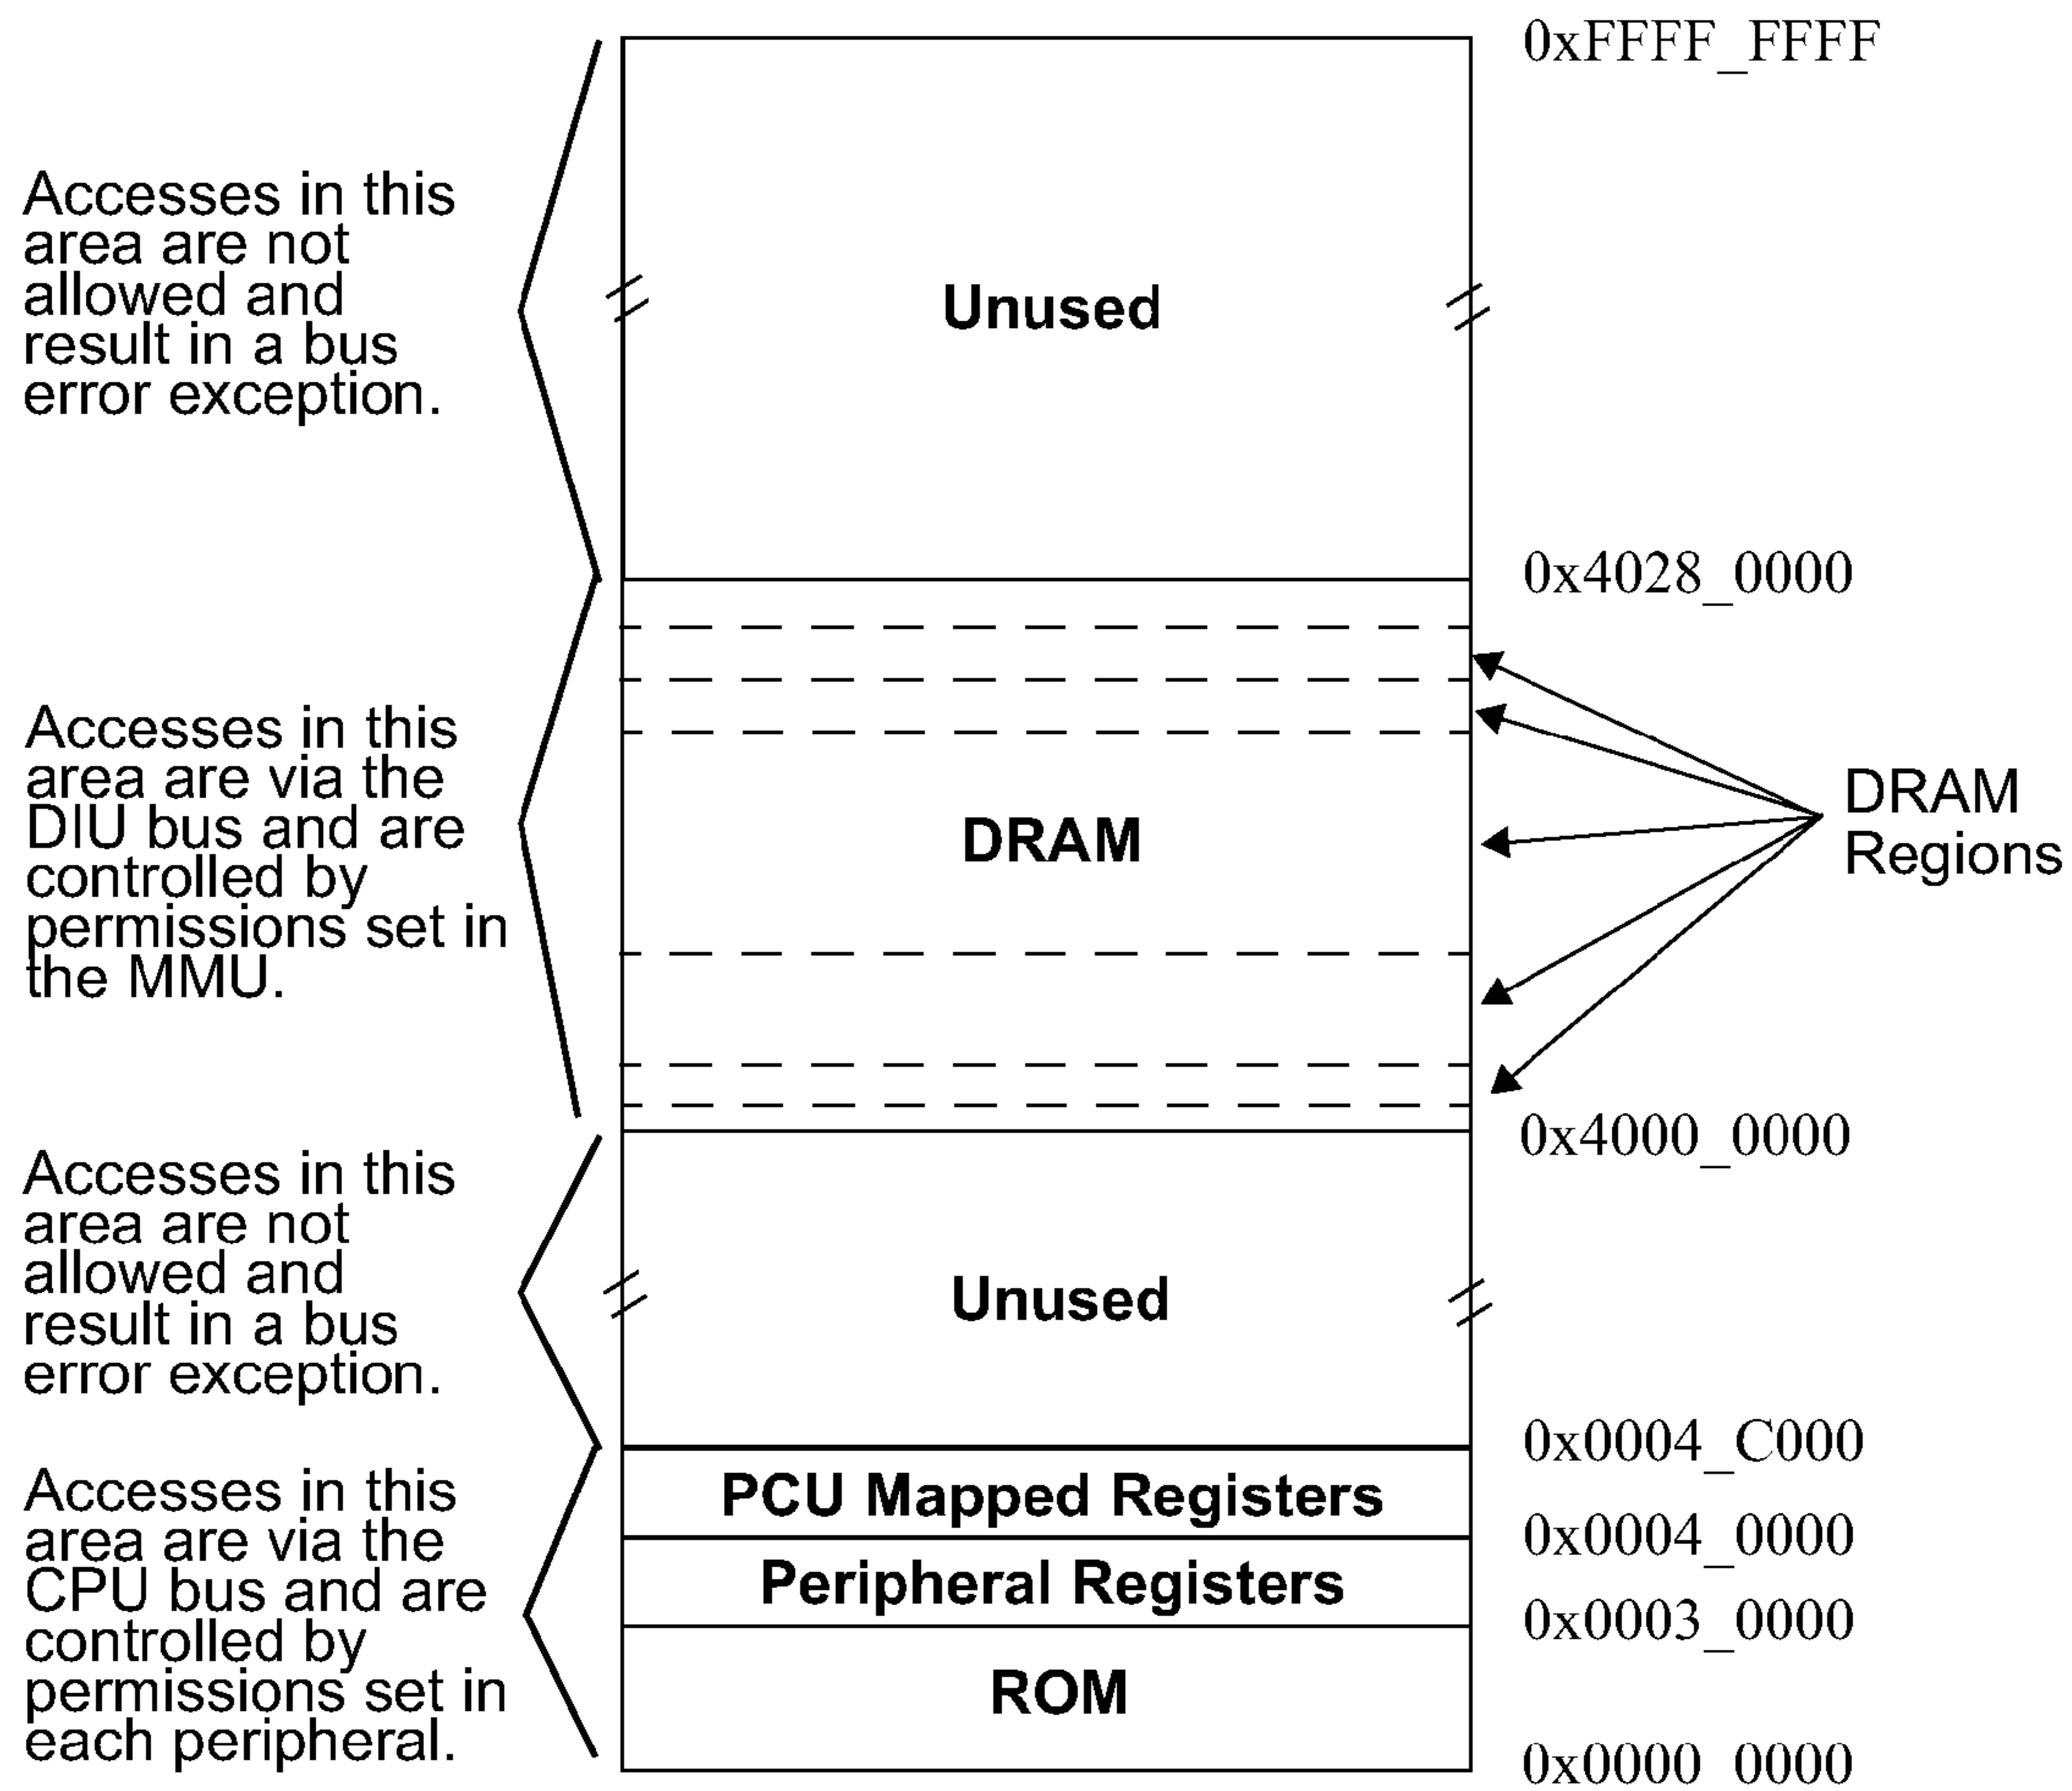 0xFFFF_FFFF
Accesses in this
area are not
allowed and
result in a bus
error exception.
Unused
0x4028_0000
Accesses in this
area are via the
DIU bus and are
controlled by
permissions set in
the MMU.
DRAM
DRAM
Regions
0x4000_0000
Accesses in this
area are not
allowed and
result in a bus
error exception.
Unused
0x0004_C000
PCU Mapped Registers
0x0004_0000
Peripheral Registers
0x0003_0000
Accesses in this
area are via the
CPU bus and are
controlled by
permissions set in
each peripheral.
ROM
0x0000_0000